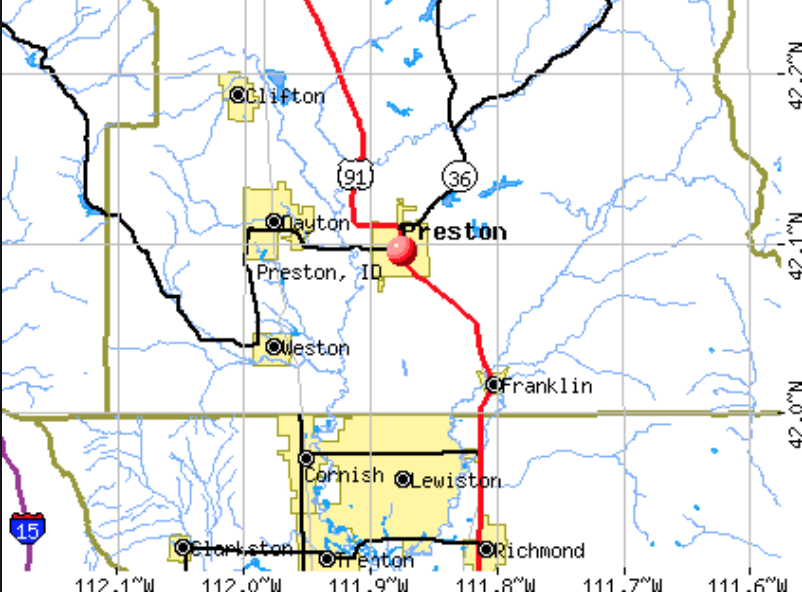 42.2°N
Clifton
91
36
Dayton
Preston
42.1°N
Preston, ID
Weston
Franklin
42.0°N
Cornish
Lewiston
15
Clarkston
Trenton
Richmond
112.1°W 112.0°W 111.9°W 111.8°W 111.7°W 111.6°W